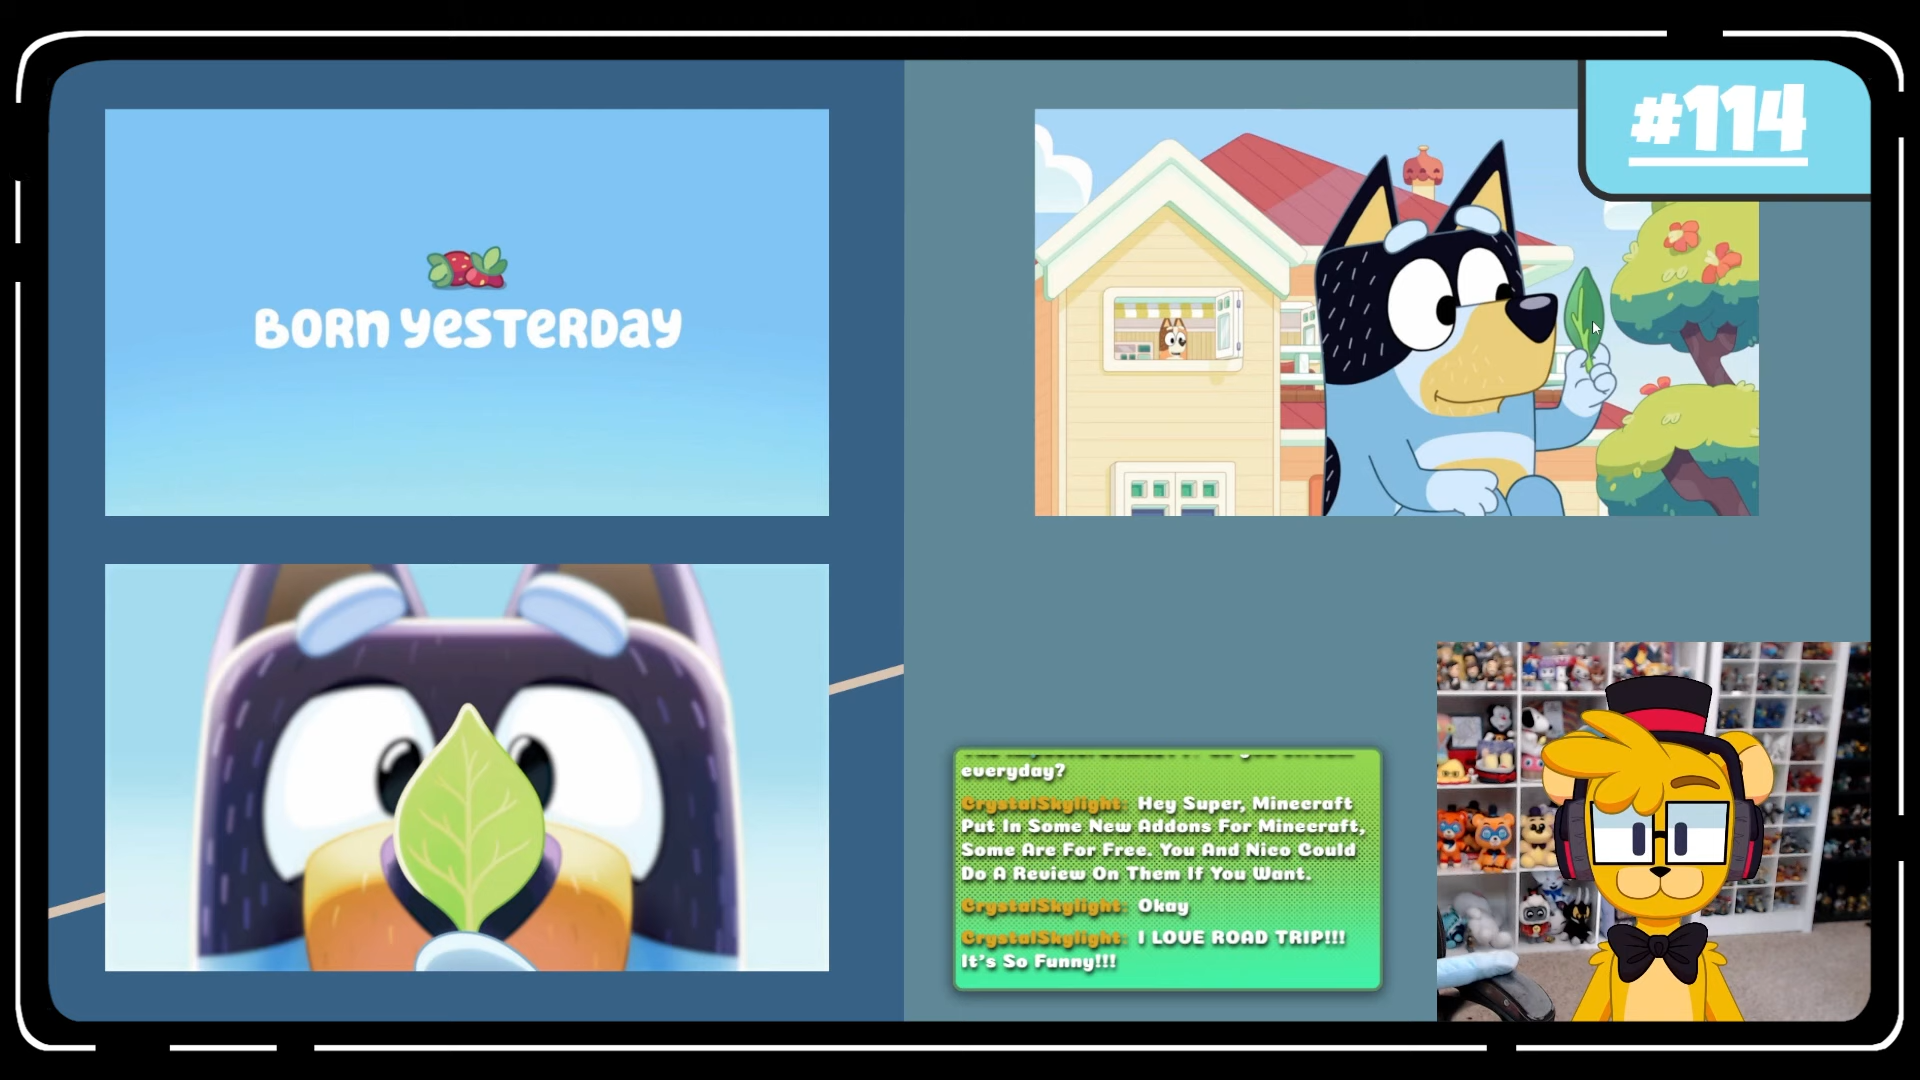 #114
BORN YESTERDAY
everyday?
CrystalSkylight: Hey Super, Minecraft
Put In Some New Addons For Minecraft,
Some Are For Free. You And Nico Could
Do A Review On Them If You Want.
CrystalSkylight: Okay
CrystalSkylight: I LOVE ROAD TRIP!!!
It's So Funny!!!